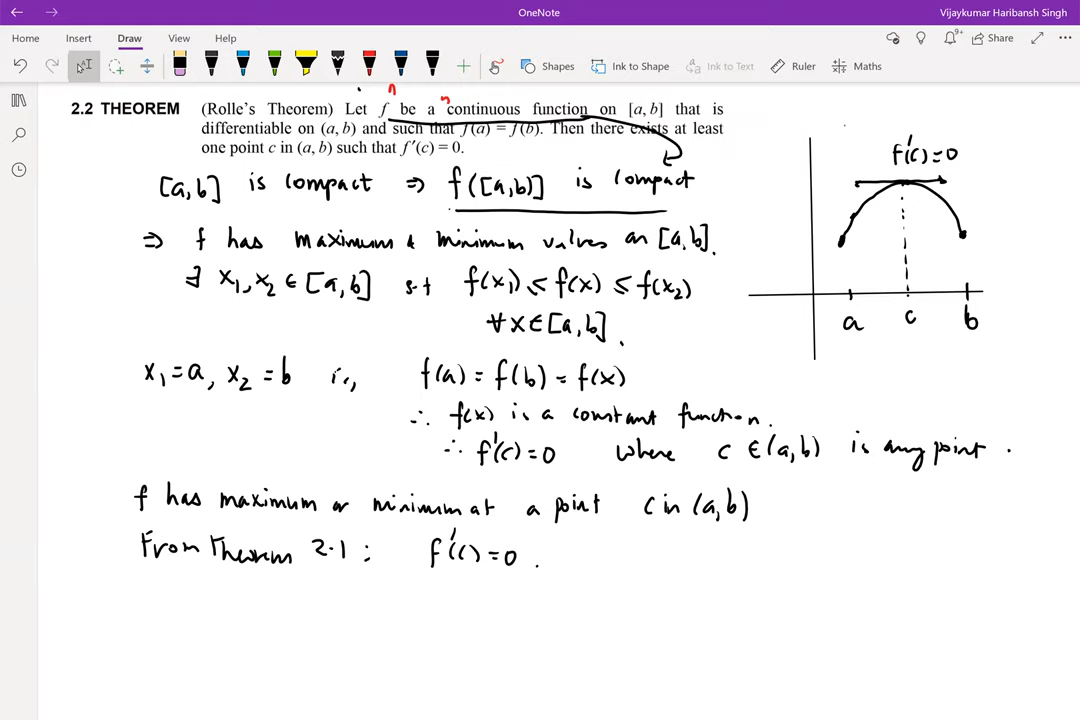 OneNote
Vijaykumar Haribansh Singh
Home Insert Draw View Help
9+ Share
Shapes Ink to Shape Ink to Text Ruler Maths
2.2 THEOREM (Rolle's Theorem) Let f be a continuous function on [a, b] that is
differentiable on (a, b) and such that f(a) = f(b). Then there exists at least
one point c in (a, b) such that f′(c) = 0.
[a,b] is compact ⇒ f([a,b]) is compact
⇒ f has maximum & minimum values on [a,b].
∃ x₁, x₂ ∈ [a,b] s.t f(x₁) ≤ f(x) ≤ f(x₂)
∀ x ∈ [a,b].
x₁ = a, x₂ = b ie, f(a) = f(b) = f(x)
∴ f(x) is a constant function.
∴ f'(c) = 0 where c ∈ (a,b) is any point.
f has maximum or minimum at a point c in (a,b)
From Theorem 2.1: f'(c) = 0.
f'(c) = 0
a c b